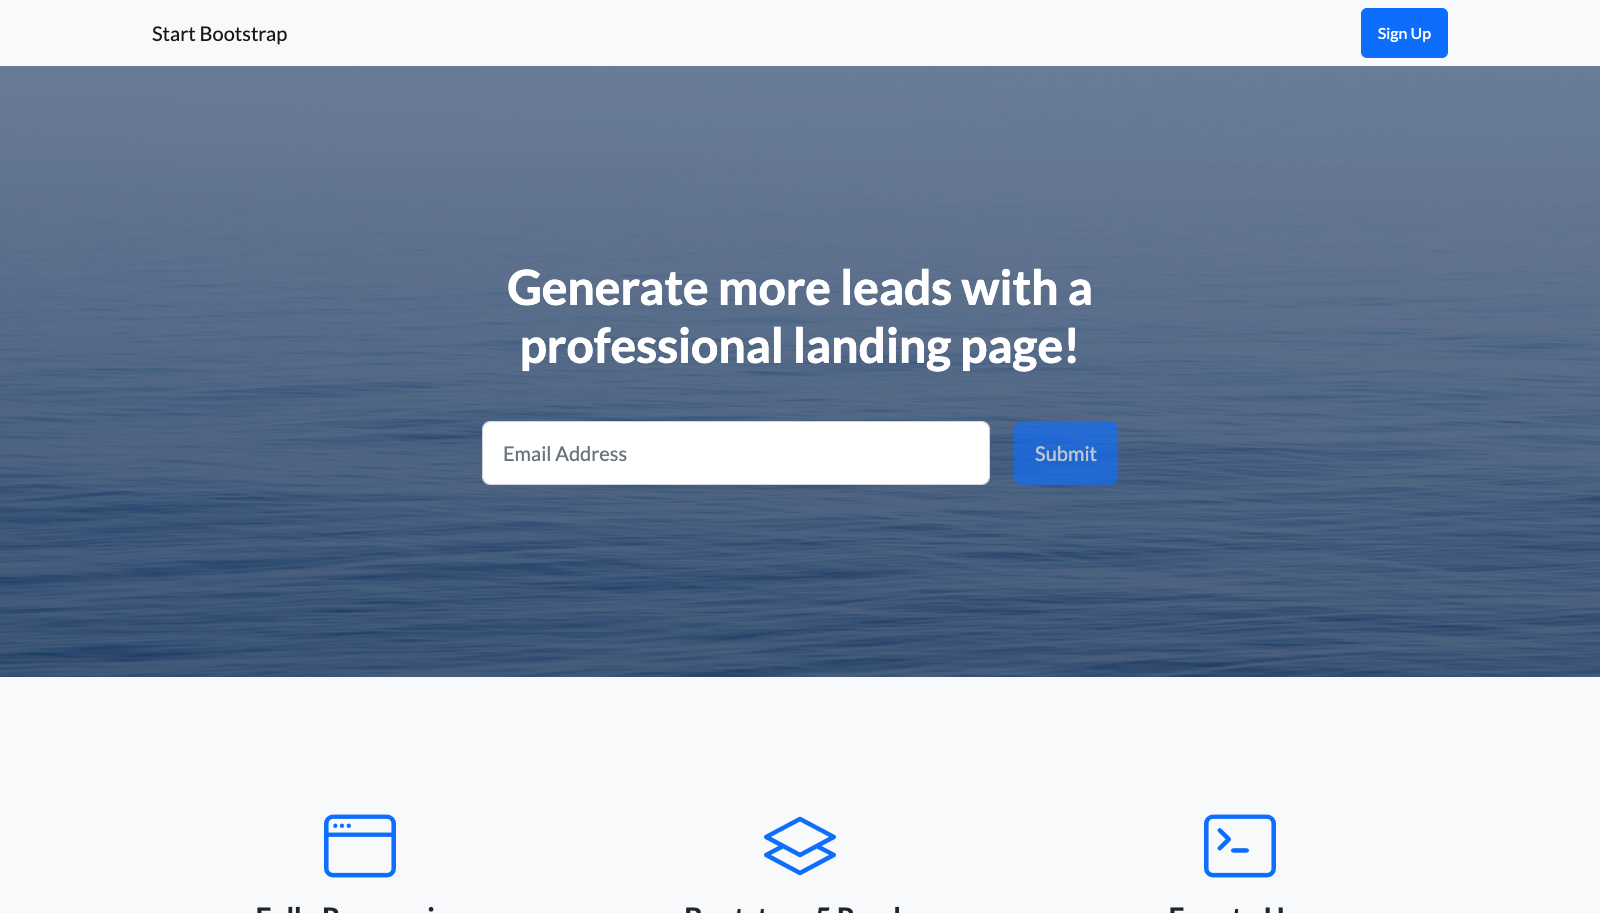 Start Bootstrap
Sign Up
Generate more leads with a
professional landing page!
Email Address
Submit